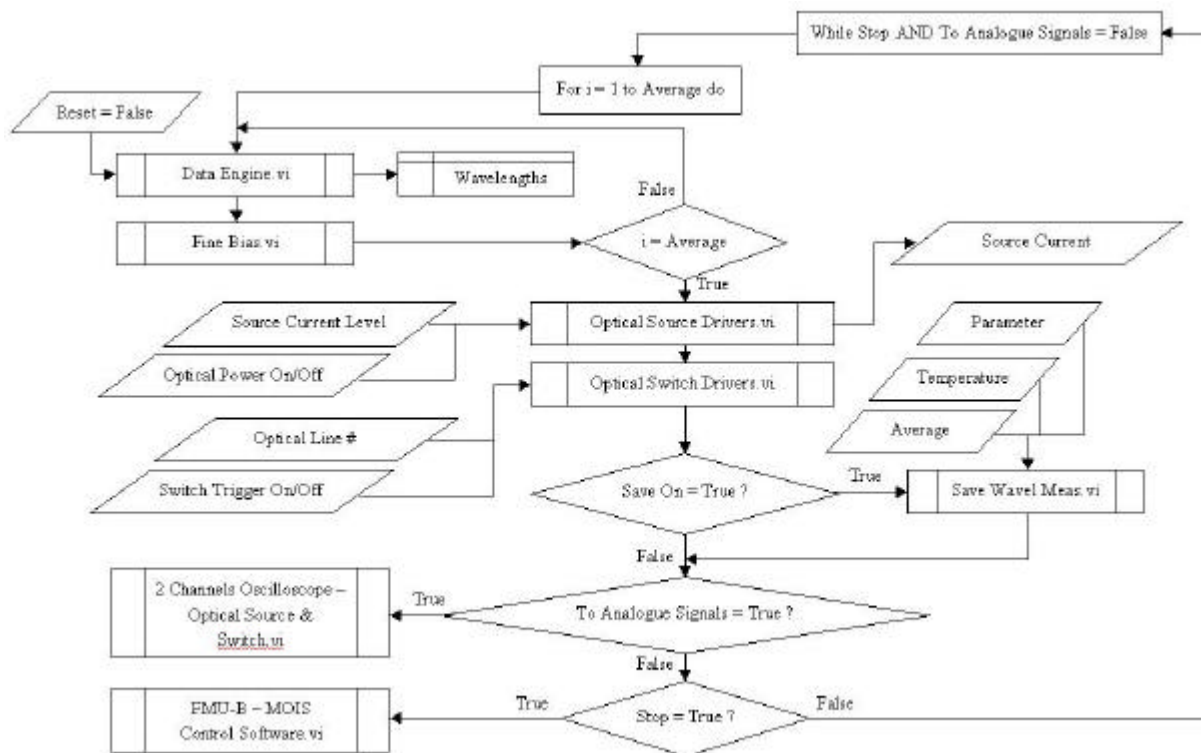 While Stop AND To Analogue Signals = False
For i = 1 to Average do
Reset = False
Data Engine.vi
Wavelengths
False
Fine Bias.vi
i = Average
Source Current
True
Source Current Level
Optical Source Drivers.vi
Parameter
Optical Power On/Off
Optical Switch Drivers.vi
Temperature
Optical Line #
Average
Switch Trigger On/Off
Save On = True ?
True
Save Wavel Meas.vi
False
2 Channels Oscilloscope –
Optical Source &
Switch.vi
True
To Analogue Signals = True ?
False
FMU-B – MOIS
Control Software.vi
True
Stop = True ?
False